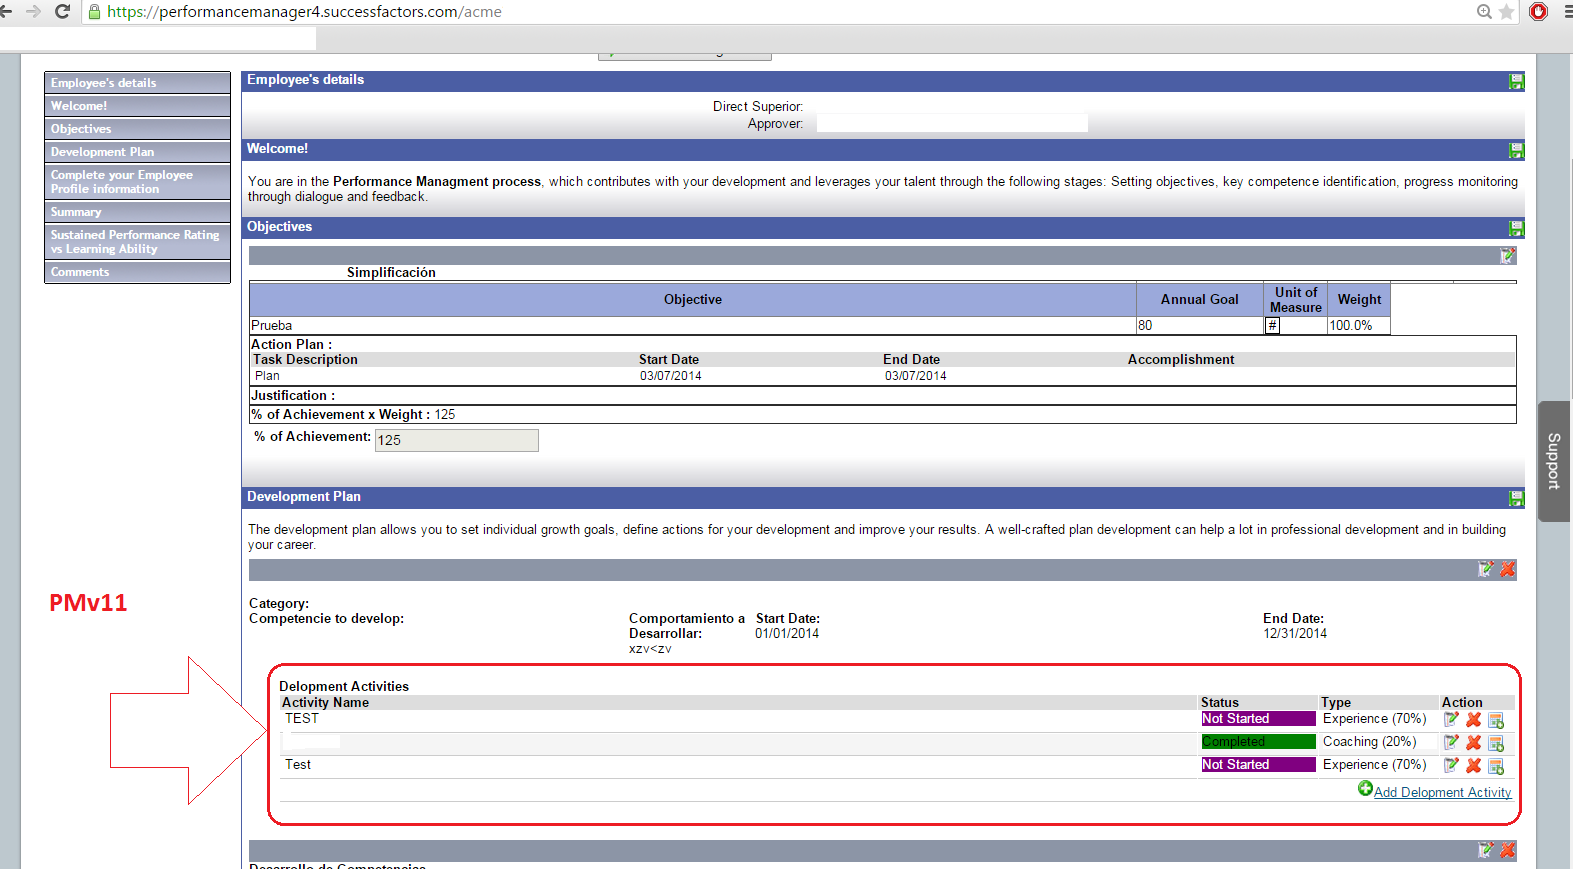 https://performancemanager4.successfactors.com/acme
Employee's details
Welcome!
Objectives
Development Plan
Complete your Employee
Profile information
Summary
Sustained Performance Rating
vs Learning Ability
Comments
Employee's details
Direct Superior:
Approver:
Welcome!
You are in the Performance Managment process, which contributes with your development and leverages your talent through the following stages: Setting objectives, key competence identification, progress monitoring
through dialogue and feedback.
Objectives
Simplificación
Objective Annual Goal Unit of Measure Weight
Prueba 80 # 100.0%
Action Plan :
Task Description Start Date End Date Accomplishment
Plan 03/07/2014 03/07/2014
Justification :
% of Achievement x Weight : 125
% of Achievement: 125
Development Plan
The development plan allows you to set individual growth goals, define actions for your development and improve your results. A well-crafted plan development can help a lot in professional development and in building
your career.
PMv11
Category:
Competencie to develop: Comportamiento a Start Date: End Date:
Desarrollar: 01/01/2014 12/31/2014
xzv<zv
Delopment Activities
Activity Name Status Type Action
TEST Not Started Experience (70%)
Completed Coaching (20%)
Test Not Started Experience (70%)
Add Delopment Activity
Desarrollo de Competencias
Support